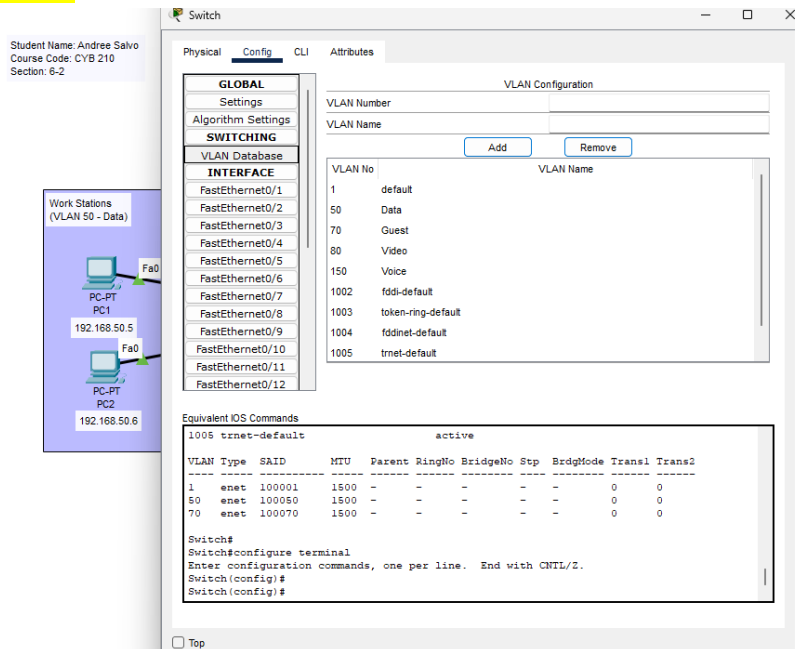 Switch
Student Name: Andree Salvo
Course Code: CYB 210
Section: 6-2
Physical Config CLI Attributes
GLOBAL
Settings
Algorithm Settings
SWITCHING
VLAN Database
INTERFACE
FastEthernet0/1
FastEthernet0/2
FastEthernet0/3
FastEthernet0/4
FastEthernet0/5
FastEthernet0/6
FastEthernet0/7
FastEthernet0/8
FastEthernet0/9
FastEthernet0/10
FastEthernet0/11
FastEthernet0/12
VLAN Configuration
VLAN Number
VLAN Name
Add Remove
VLAN No VLAN Name
1 default
50 Data
70 Guest
80 Video
150 Voice
1002 fddi-default
1003 token-ring-default
1004 fddinet-default
1005 trnet-default
Work Stations
(VLAN 50 - Data)
Fa0
PC-PT
PC1
192.168.50.5
Fa0
PC-PT
PC2
192.168.50.6
Equivalent IOS Commands
1005 trnet-default active
VLAN Type SAID MTU Parent RingNo BridgeNo Stp BrdgMode Trans1 Trans2
---- ----- ---------- ----- ------ ------ -------- ---- -------- ------ ------
1 enet 100001 1500 - - - - - 0 0
50 enet 100050 1500 - - - - - 0 0
70 enet 100070 1500 - - - - - 0 0
Switch#
Switch#configure terminal
Enter configuration commands, one per line. End with CNTL/Z.
Switch(config)#
Switch(config)#
Top